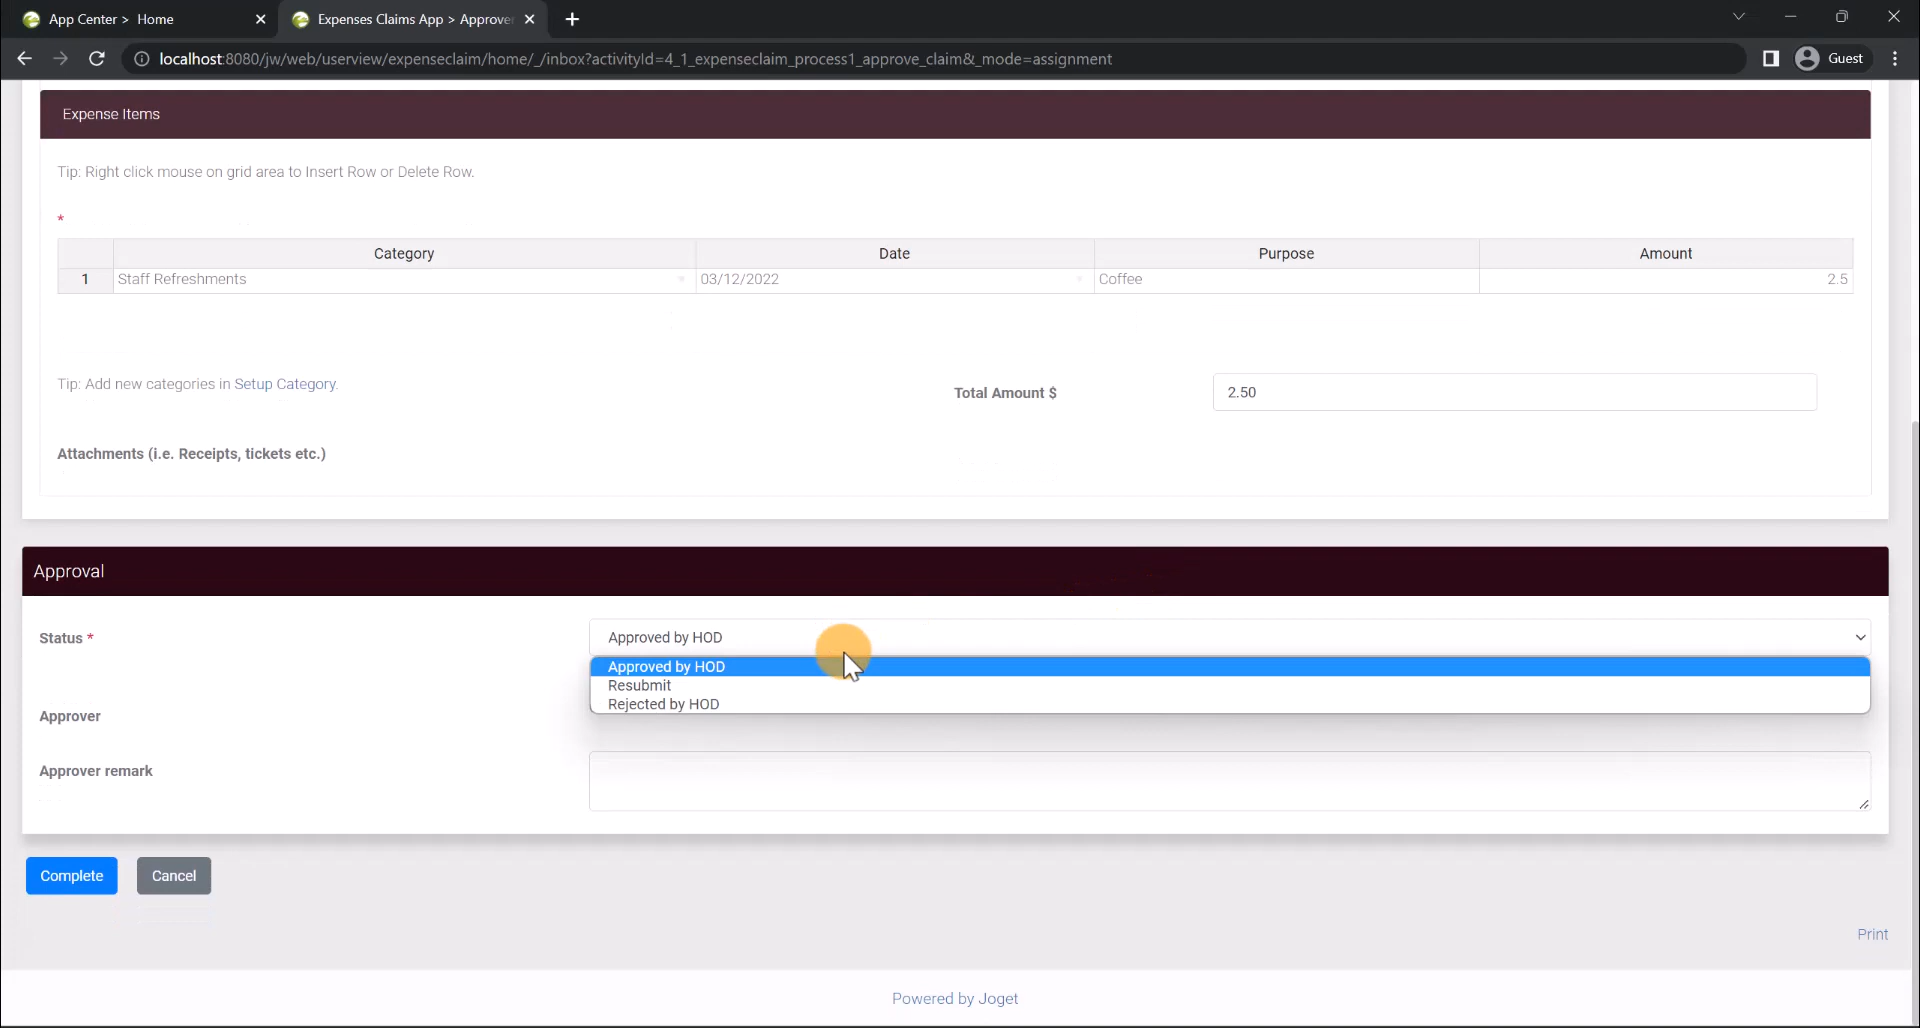 App Center > Home
Expenses Claims App > Approve
localhost:8080/jw/web/userview/expenseclaim/home/_/inbox?activityId=4_1_expenseclaim_process1_approve_claim&_mode=assignment
Guest
Expense Items
Tip: Right click mouse on grid area to Insert Row or Delete Row.
*
Category Date Purpose Amount
1 Staff Refreshments 03/12/2022 Coffee 2.5
Tip: Add new categories in Setup Category.
Total Amount $ 2.50
Attachments (i.e. Receipts, tickets etc.)
Approval
Status * Approved by HOD
Approved by HOD
Resubmit
Rejected by HOD
Approver
Approver remark
Complete Cancel
Print
Powered by Joget